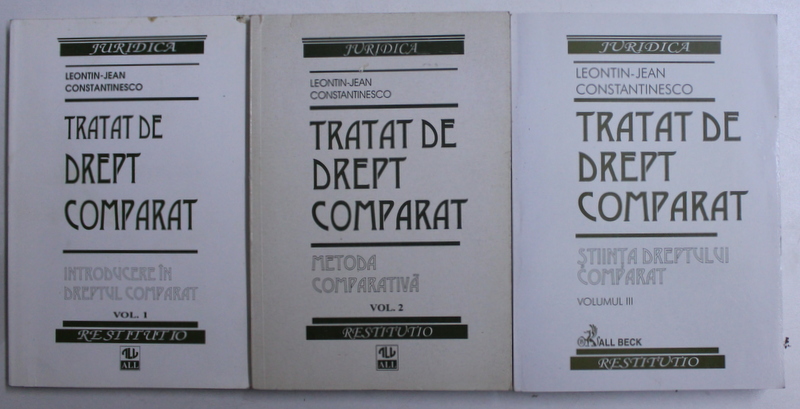 JURIDICA
LEONTIN-JEAN
CONSTANTINESCO
TRATAT DE
DREPT
COMPARAT
INTRODUCERE ÎN
DREPTUL COMPARAT
VOL. 1
RESTITUTIO
ALL
JURIDICA
LEONTIN-JEAN
CONSTANTINESCO
TRATAT DE
DREPT
COMPARAT
METODA
COMPARATIVĂ
VOL. 2
RESTITUTIO
ALL
JURIDICA
LEONTIN-JEAN
CONSTANTINESCO
TRATAT DE
DREPT
COMPARAT
ŞTIINŢA DREPTULUI
COMPARAT
VOLUMUL III
ALL BECK
RESTITUTIO